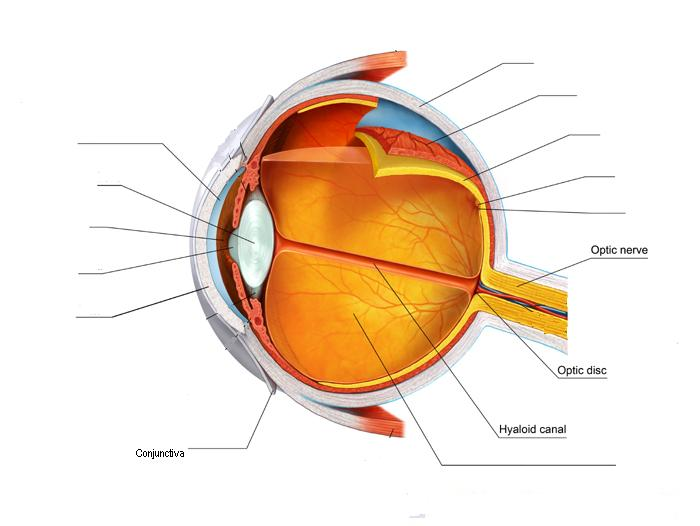 Optic nerve
Optic disc
Hyaloid canal
Conjunctiva